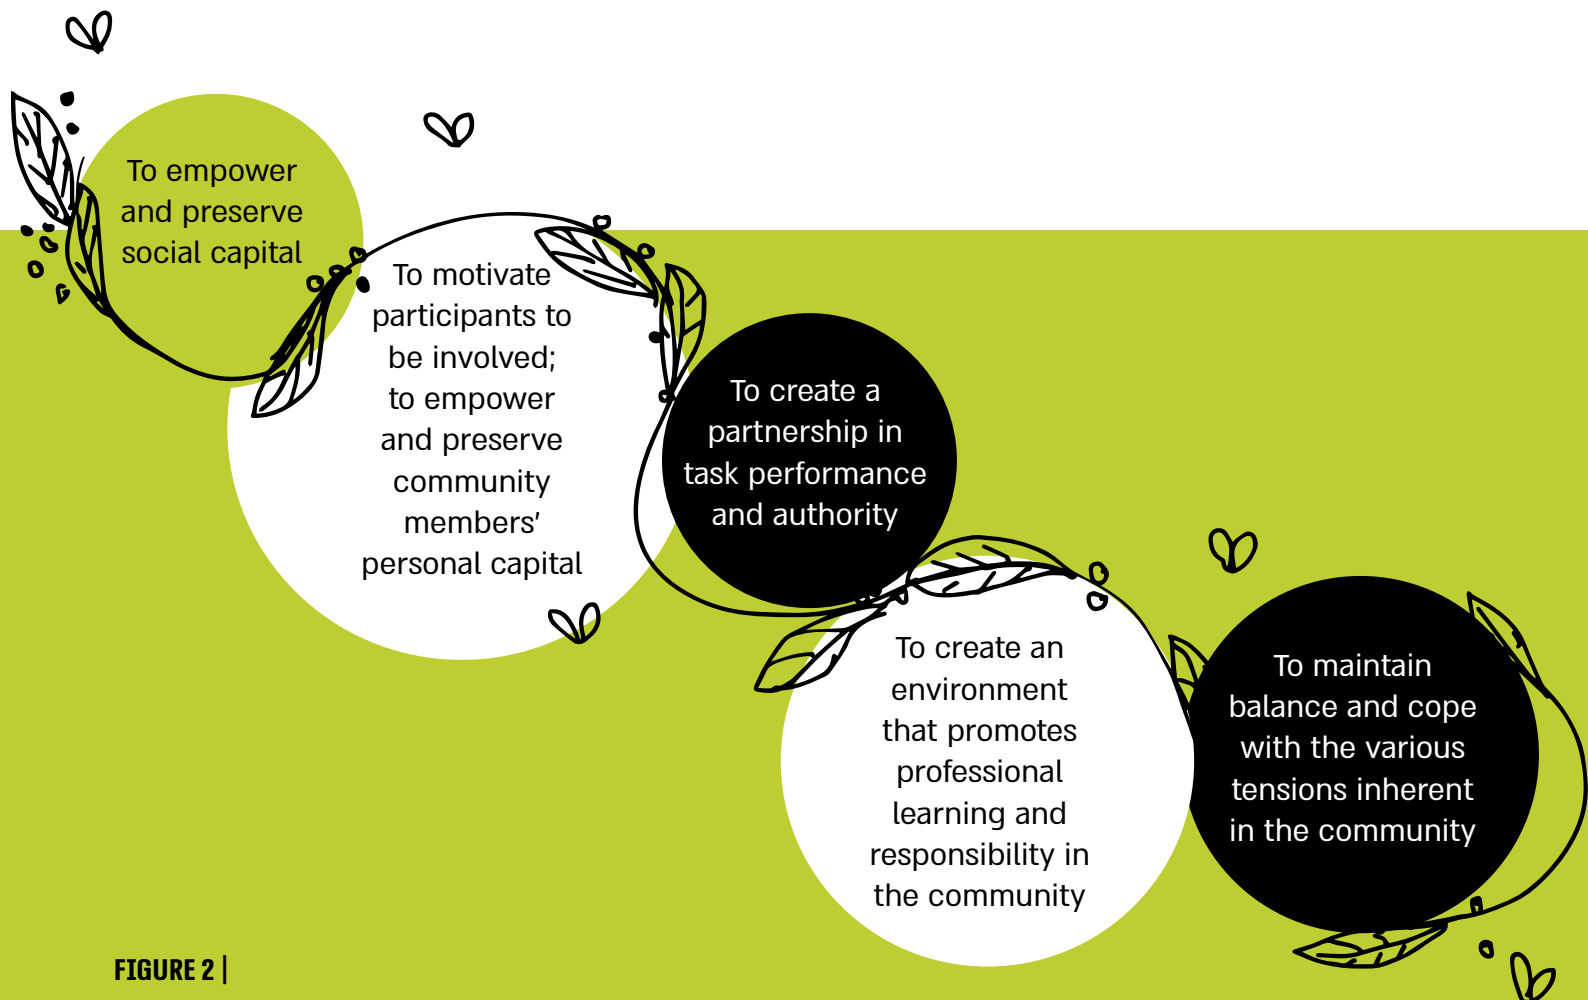 To empower
and preserve
social capital
To motivate
participants to
be involved;
to empower
and preserve
community
members’
personal capital
To create a
partnership in
task performance
and authority
To create an
environment
that promotes
professional
learning and
responsibility in
the community
To maintain
balance and cope
with the various
tensions inherent
in the community
FIGURE 2 |